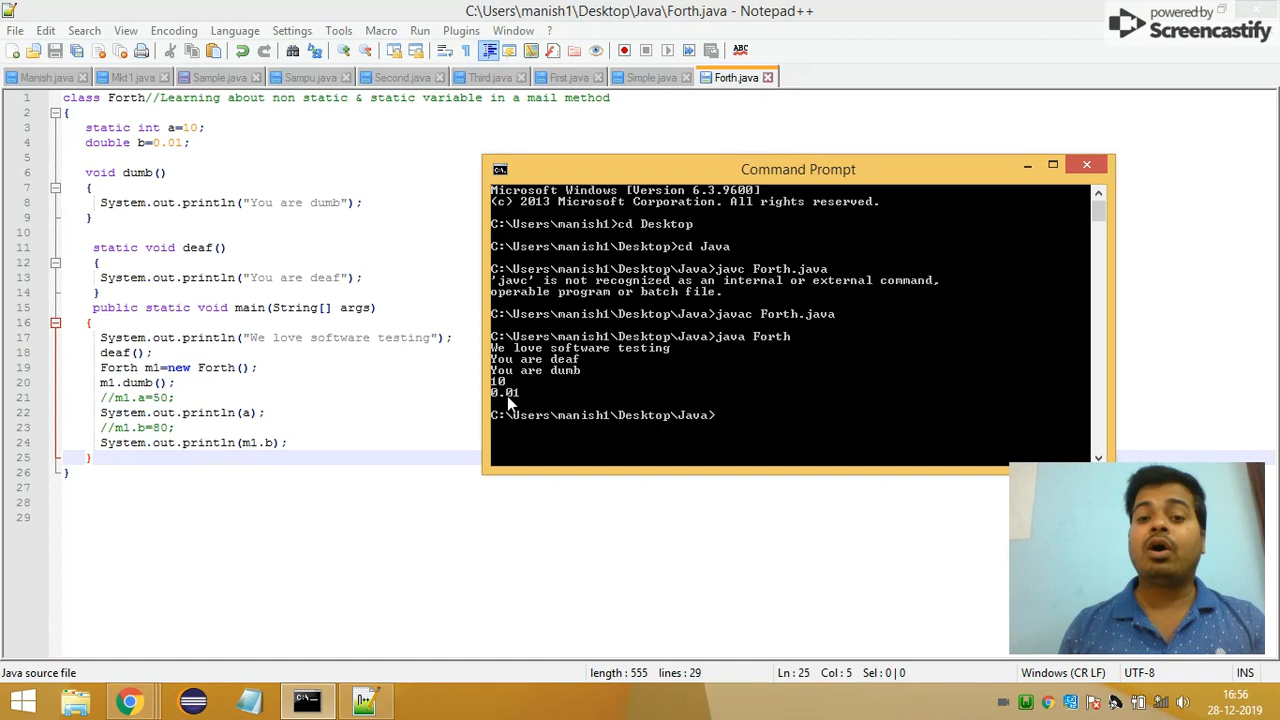 C:\Users\manish1\Desktop\Java\Forth.java - Notepad++
powered by
Screencastify
File Edit Search View Encoding Language Settings Tools Macro Run Plugins Window ?
Manish.java Mkt 1.java Sample.java Sampu.java Second.java Third.java First.java Simple.java Forth.java
1 class Forth//Learning about non static & static variable in a mail method
2 {
3 static int a=10;
4 double b=0.01;
5
6 void dumb()
7 {
8 System.out.println("You are dumb");
9 }
10
11 static void deaf()
12 {
13 System.out.println("You are deaf");
14 }
15 public static void main(String[] args)
16 {
17 System.out.println("We love software testing");
18 deaf();
19 Forth m1=new Forth();
20 m1.dumb();
21 //m1.a=50;
22 System.out.println(a);
23 //m1.b=80;
24 System.out.println(m1.b);
25 }
26 }
27
28
29
Command Prompt
Microsoft Windows [Version 6.3.9600]
(c) 2013 Microsoft Corporation. All rights reserved.
C:\Users\manish1>cd Desktop
C:\Users\manish1\Desktop>cd Java
C:\Users\manish1\Desktop\Java>javc Forth.java
'javc' is not recognized as an internal or external command,
operable program or batch file.
C:\Users\manish1\Desktop\Java>javac Forth.java
C:\Users\manish1\Desktop\Java>java Forth
We love software testing
You are deaf
You are dumb
10
0.01
C:\Users\manish1\Desktop\Java>
Java source file length : 555 lines : 29 Ln : 25 Col : 5 Sel : 0 | 0 Windows (CR LF) UTF-8 INS
16:56
28-12-2019